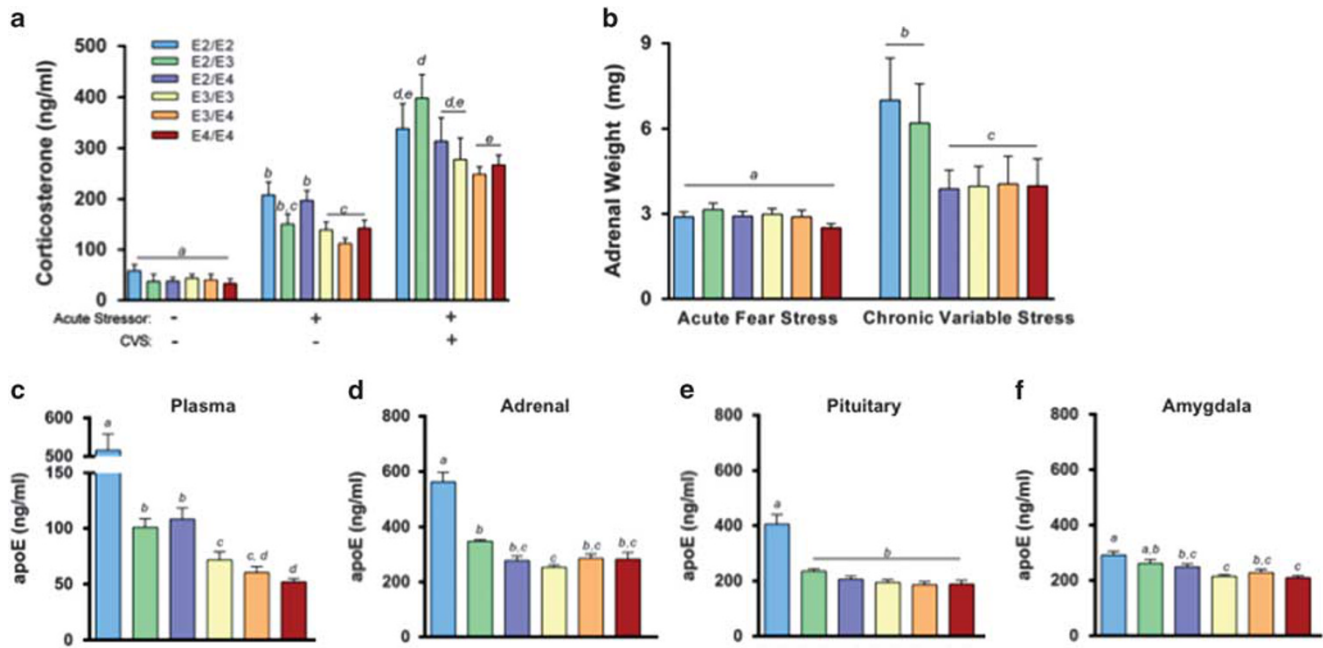 a
Corticosterone (ng/ml)
500
400
300
200
100
0
E2/E2
E2/E3
E2/E4
E3/E3
E3/E4
E4/E4
a
b
b,c
b
c
d,e
d
d,e
e
Acute Stressor: - + +
CVS: - - +
b
Adrenal Weight (mg)
9
6
3
0
a
b
c
Acute Fear Stress Chronic Variable Stress
c
Plasma
apoE (ng/ml)
600
500
150
100
50
0
a
b
b
c
c, d
d
d
Adrenal
apoE (ng/ml)
800
600
400
200
0
a
b
b,c
c
b,c
b,c
e
Pituitary
apoE (ng/ml)
800
600
400
200
0
a
b
f
Amygdala
apoE (ng/ml)
800
600
400
200
0
a
a,b
b,c
c
b,c
c